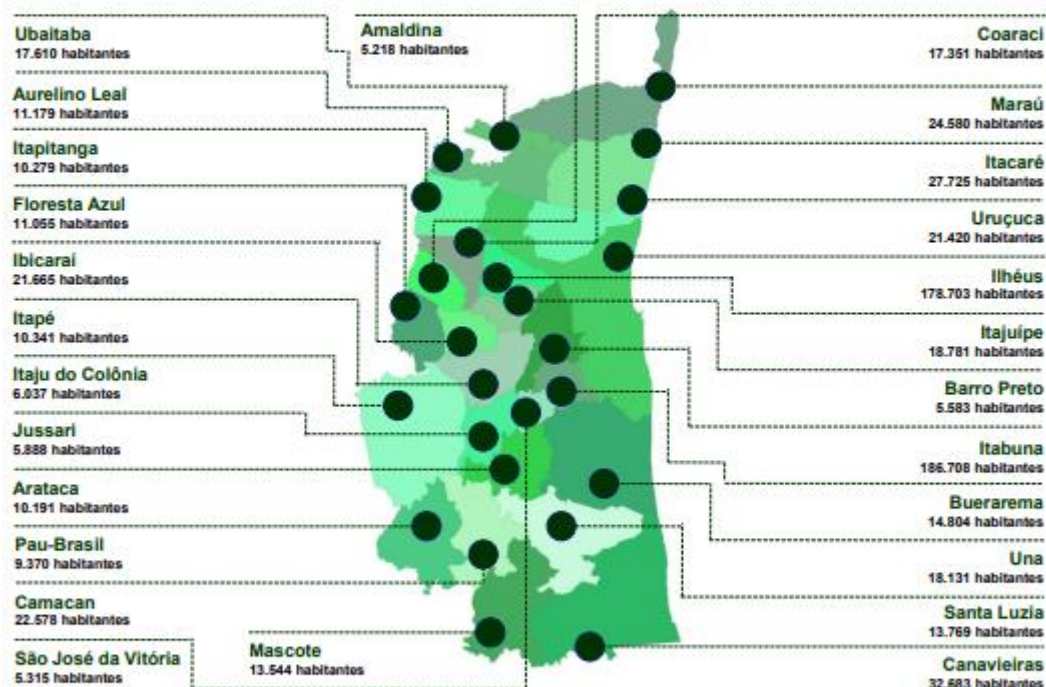 Ubaitaba
17.610 habitantes
Aurelino Leal
11.179 habitantes
Itapitanga
10.279 habitantes
Floresta Azul
11.055 habitantes
Ibicaraí
21.665 habitantes
Itapé
10.341 habitantes
Itaju do Colônia
6.037 habitantes
Jussari
5.888 habitantes
Arataca
10.191 habitantes
Pau-Brasil
9.370 habitantes
Camacan
22.578 habitantes
São José da Vitória
5.315 habitantes
Amaldina
5.218 habitantes
Mascote
13.544 habitantes
Coaraci
17.351 habitantes
Maraú
24.580 habitantes
Itacaré
27.725 habitantes
Uruçuca
21.420 habitantes
Ilhéus
178.703 habitantes
Itajuípe
18.781 habitantes
Barro Preto
5.583 habitantes
Itabuna
186.708 habitantes
Buerarema
14.804 habitantes
Una
18.131 habitantes
Santa Luzia
13.769 habitantes
Canavieiras
32.683 habitantes